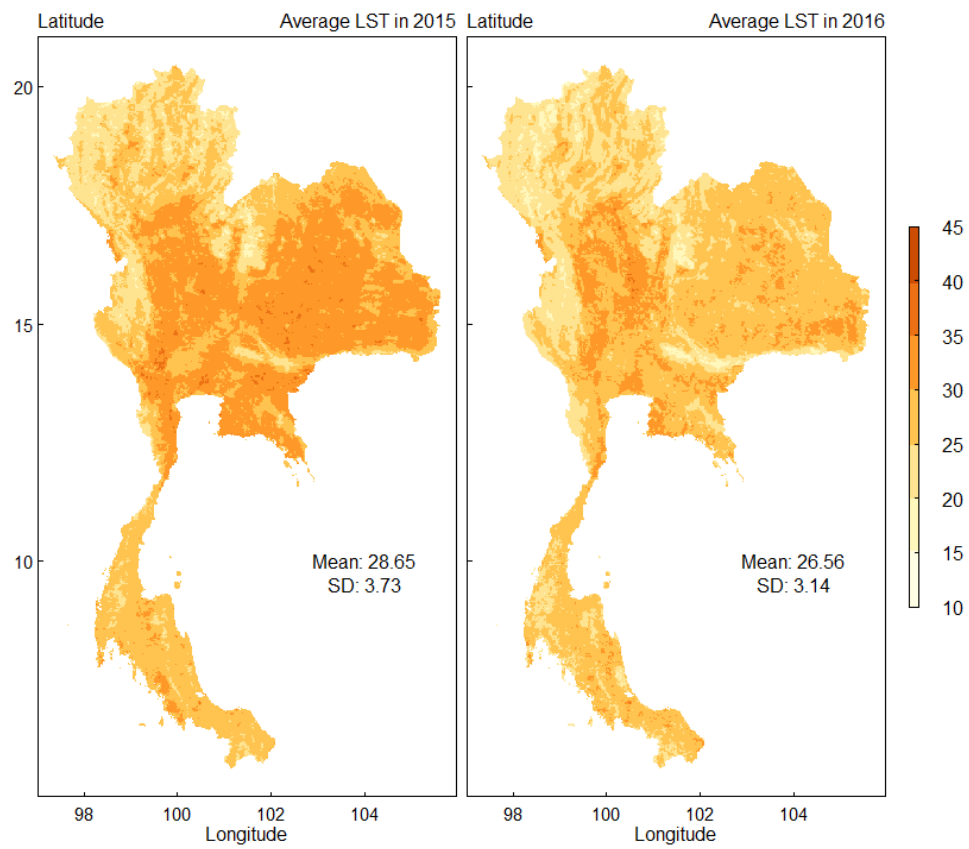 Latitude Average LST in 2015
Latitude Average LST in 2016
20
15
10
Mean: 28.65
SD: 3.73
Mean: 26.56
SD: 3.14
45
40
35
30
25
20
15
10
98 100 102 104
Longitude
98 100 102 104
Longitude